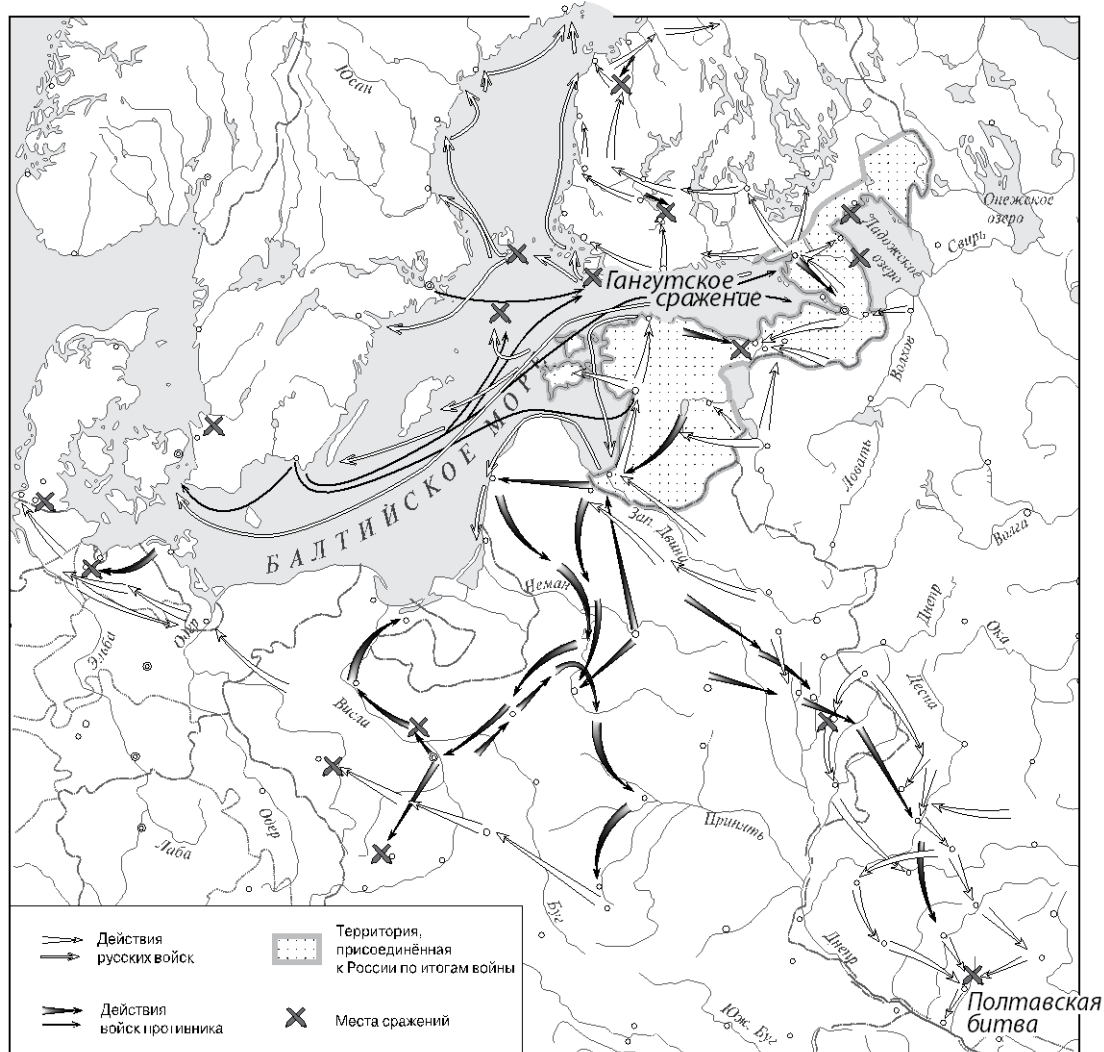 Юсан
Онежское
озеро
Свирь
Ладожское
озеро
Гангутское
сражение
Волхов
БАЛТИЙСКОЕ МОРЕ
Ловать
Зап. Двина
Волга
Неман
Днепр
Ока
Эльба
Одер
Десна
Висла
Одер
Лаба
Припять
Буг
Днепр
Юж. Буг
Полтавская
битва
Действия
русских войск
Территория,
присоединённая
к России по итогам войны
Действия
войск противника
Места сражений